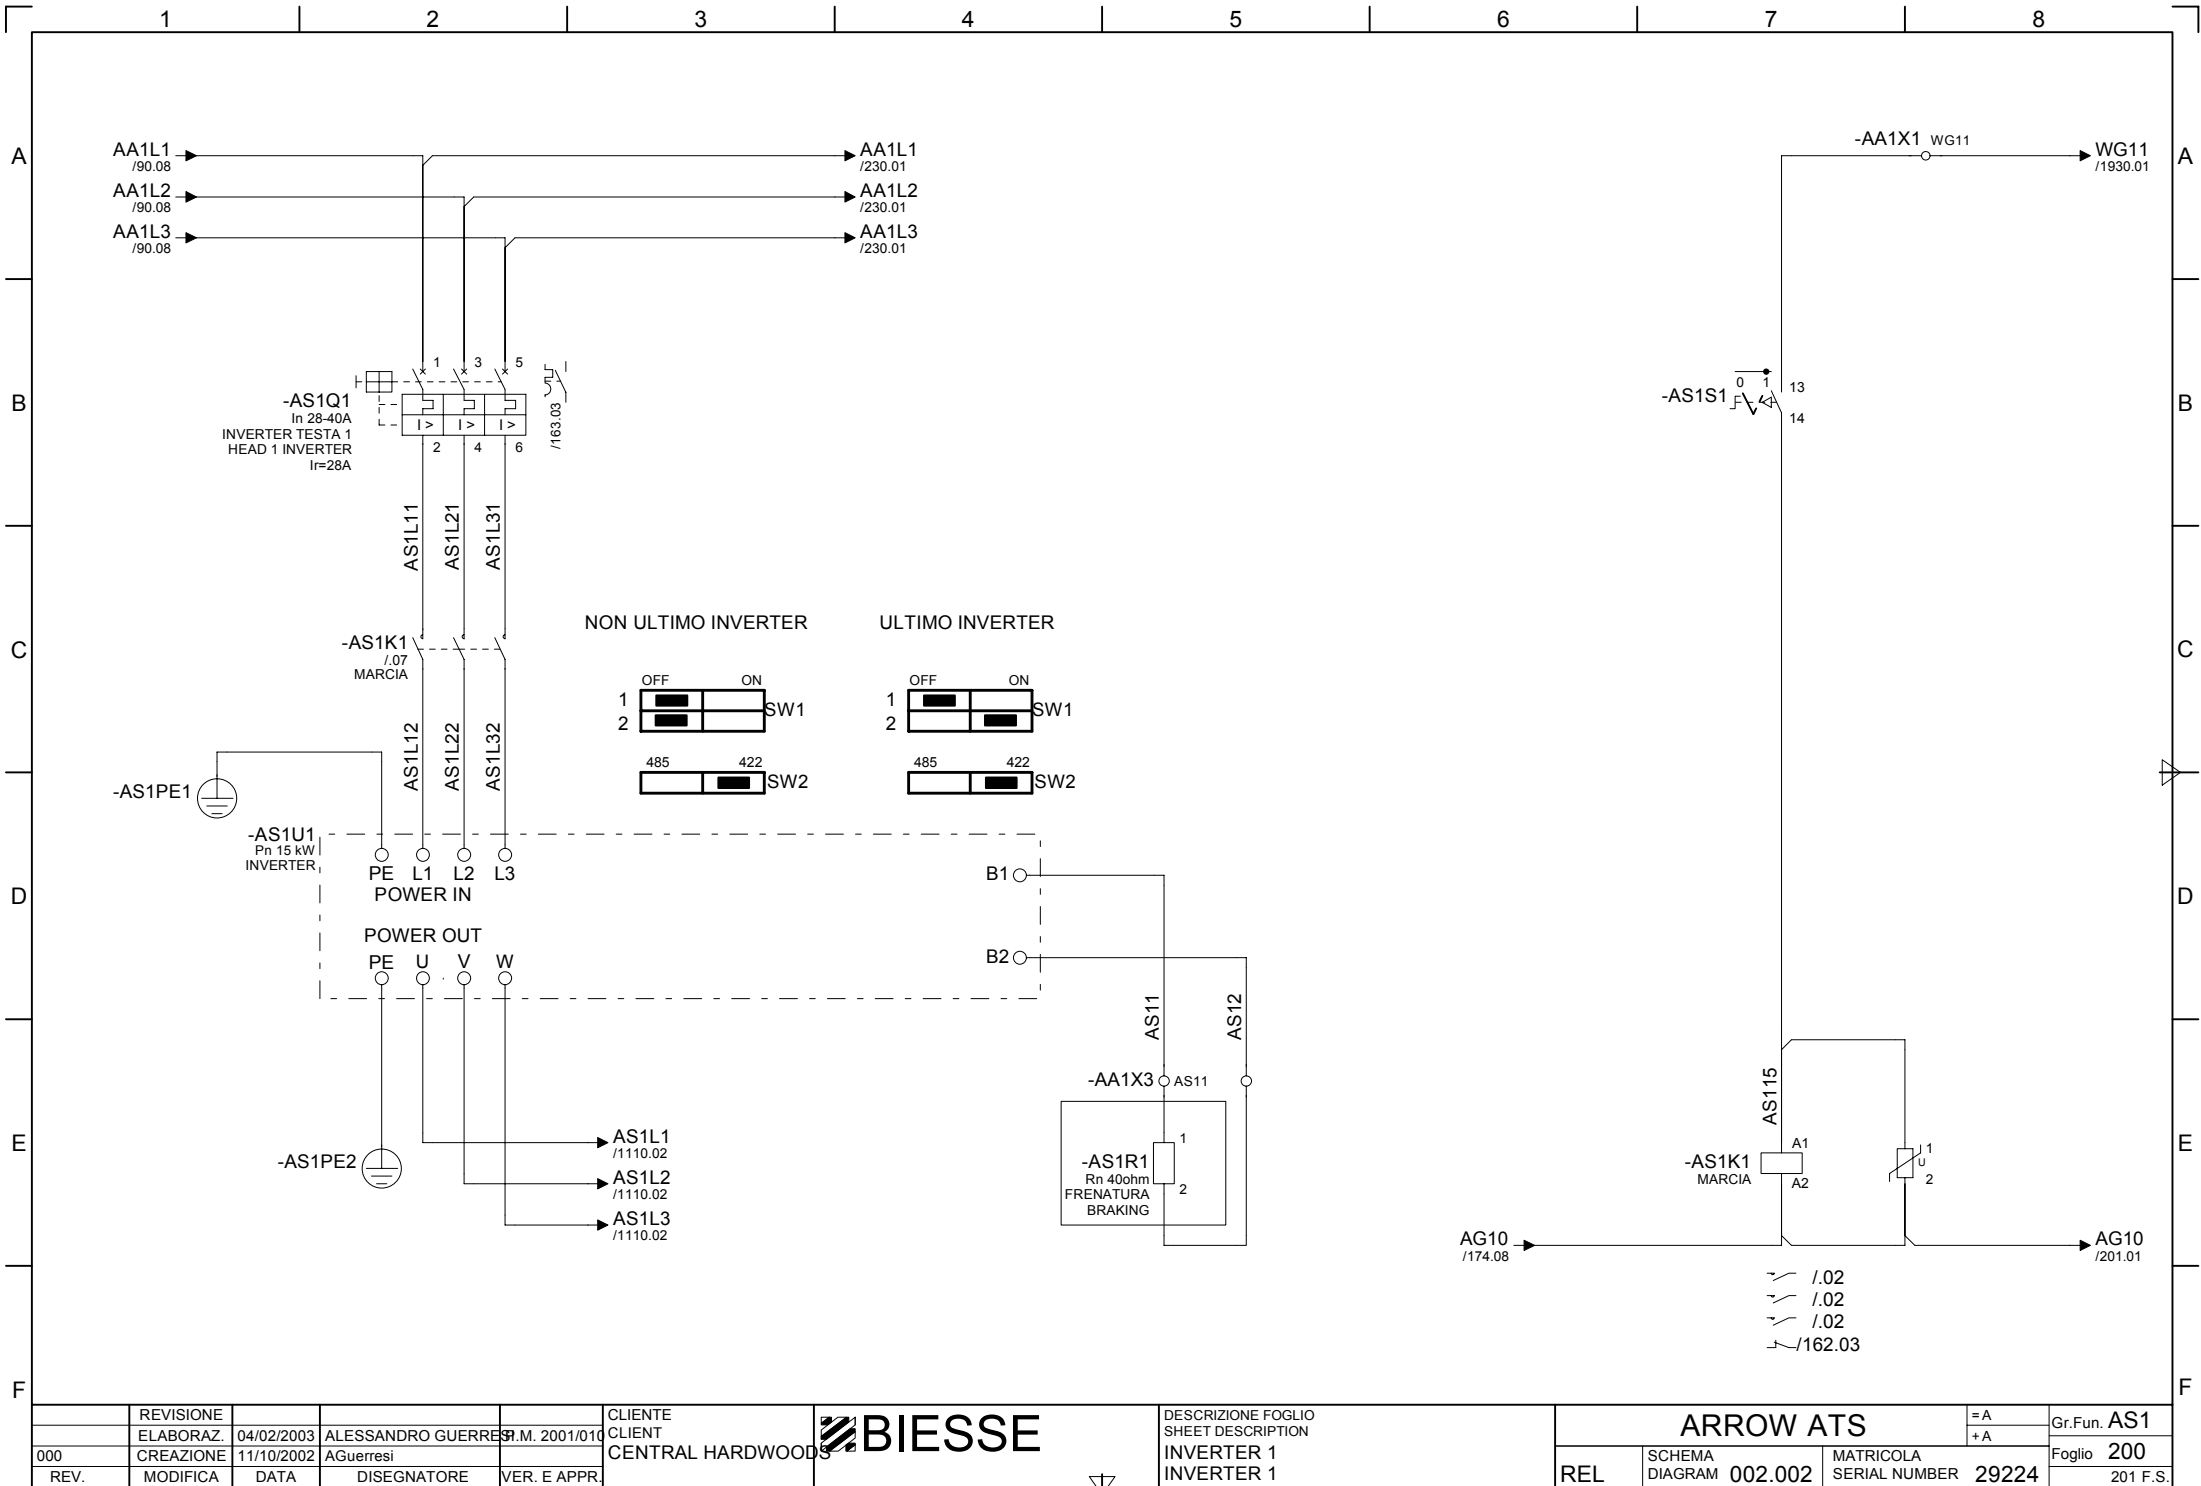 1 2 3 4 5 6 7 8
A A
B B
C C
D D
E E
F F
AA1L1
/90.08
AA1L2
/90.08
AA1L3
/90.08
AA1L1
/230.01
AA1L2
/230.01
AA1L3
/230.01
-AA1X1 WG11
WG11
/1930.01
-AS1Q1
In 28-40A
INVERTER TESTA 1
HEAD 1 INVERTER
Ir=28A
1 3 5
I > I > I >
2 4 6
/163.03
-AS1S1
0 1
13
14
AS1L11
AS1L21
AS1L31
-AS1K1
/.07
MARCIA
AS1L12
AS1L22
AS1L32
NON ULTIMO INVERTER
OFF ON
1
2
SW1
485 422
SW2
ULTIMO INVERTER
OFF ON
1
2
SW1
485 422
SW2
-AS1PE1
-AS1U1
Pn 15 kW
INVERTER
PE L1 L2 L3
POWER IN
POWER OUT
PE U V W
B1
B2
AS11
AS12
-AA1X3 AS11
-AS1R1
Rn 40ohm
FRENATURA
BRAKING
1
2
-AS1PE2
AS1L1
/1110.02
AS1L2
/1110.02
AS1L3
/1110.02
AS115
-AS1K1
MARCIA
A1
A2
1
U
2
AG10
/174.08
AG10
/201.01
/.02
/.02
/.02
/162.03
REVISIONE
ELABORAZ. 04/02/2003 ALESSANDRO GUERRESI P.M. 2001/010
000 CREAZIONE 11/10/2002 AGuerresi
REV. MODIFICA DATA DISEGNATORE VER. E APPR.
CLIENTE
CLIENT
CENTRAL HARDWOODS
BIESSE
DESCRIZIONE FOGLIO
SHEET DESCRIPTION
INVERTER 1
INVERTER 1
ARROW ATS
= A
+ A
REL
SCHEMA
DIAGRAM 002.002
MATRICOLA
SERIAL NUMBER 29224
Gr.Fun. AS1
Foglio 200
201 F.S.